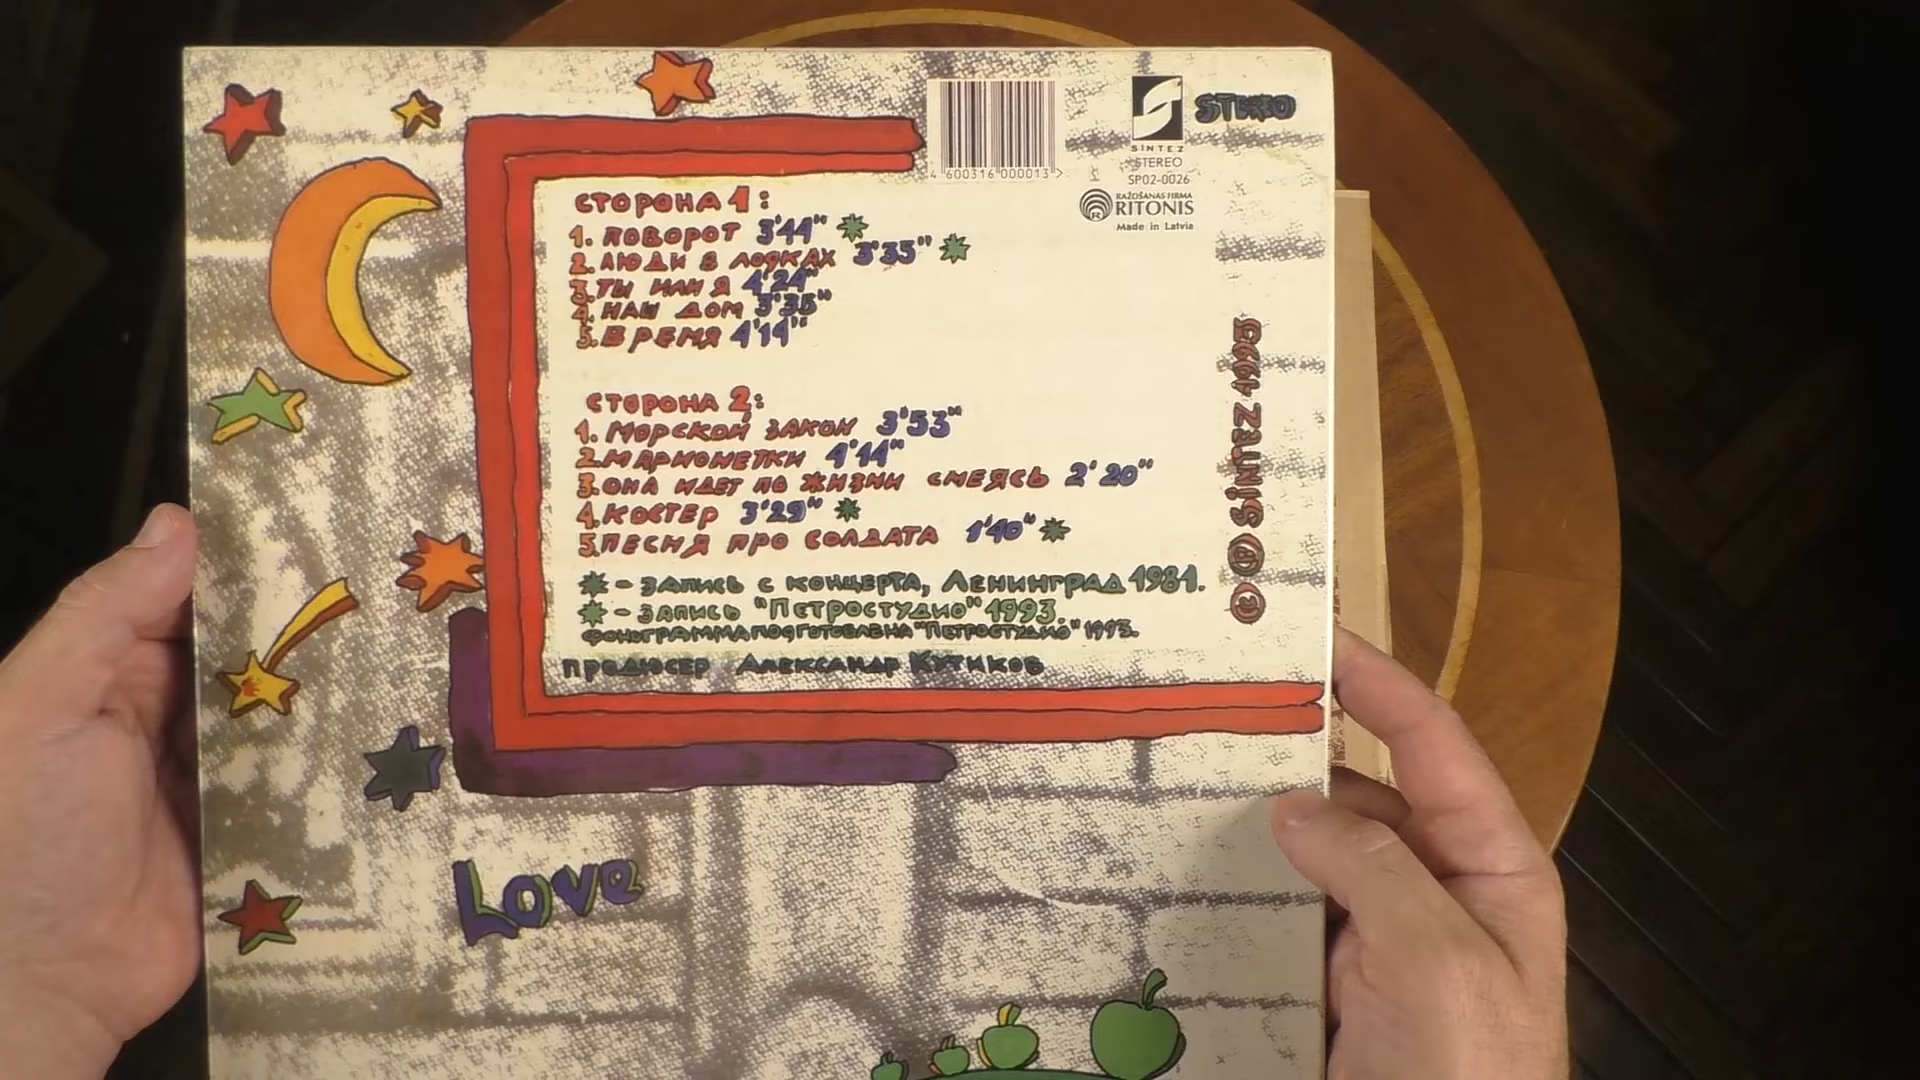 4 600316 000013 >
SINTEZ
STEREO
STEREO
SP02-0026
RAŽOŠANAS FIRMA
RITONIS
Made in Latvia
СТОРОНА 1:
1. ПОВОРОТ 3'44"
2. ЛЮДИ В ЛОДКАХ 3'35"
3. ТЫ ИЛИ Я 4'24"
4. НАШ ДОМ 3'35"
5. ВРЕМЯ 4'14"
СТОРОНА 2:
1. МОРСКОЙ ЗАКОН 3'53"
2. МАРИОНЕТКИ 4'14"
3. ОНА ИДЕТ ПО ЖИЗНИ СМЕЯСЬ 2'20"
4. КОСТЕР 3'29"
5. ПЕСНЯ ПРО СОЛДАТА 1'40"
- ЗАПИСЬ С КОНЦЕРТА, ЛЕНИНГРАД 1981.
- ЗАПИСЬ "ПЕТРОСТУДИО" 1993.
ФОНОГРАММА ПОДГОТОВЛЕНА "ПЕТРОСТУДИО" 1993.
ПРОДЮСЕР АЛЕКСАНДР КУТИКОВ
© ℗ SINTEZ 1993
Love